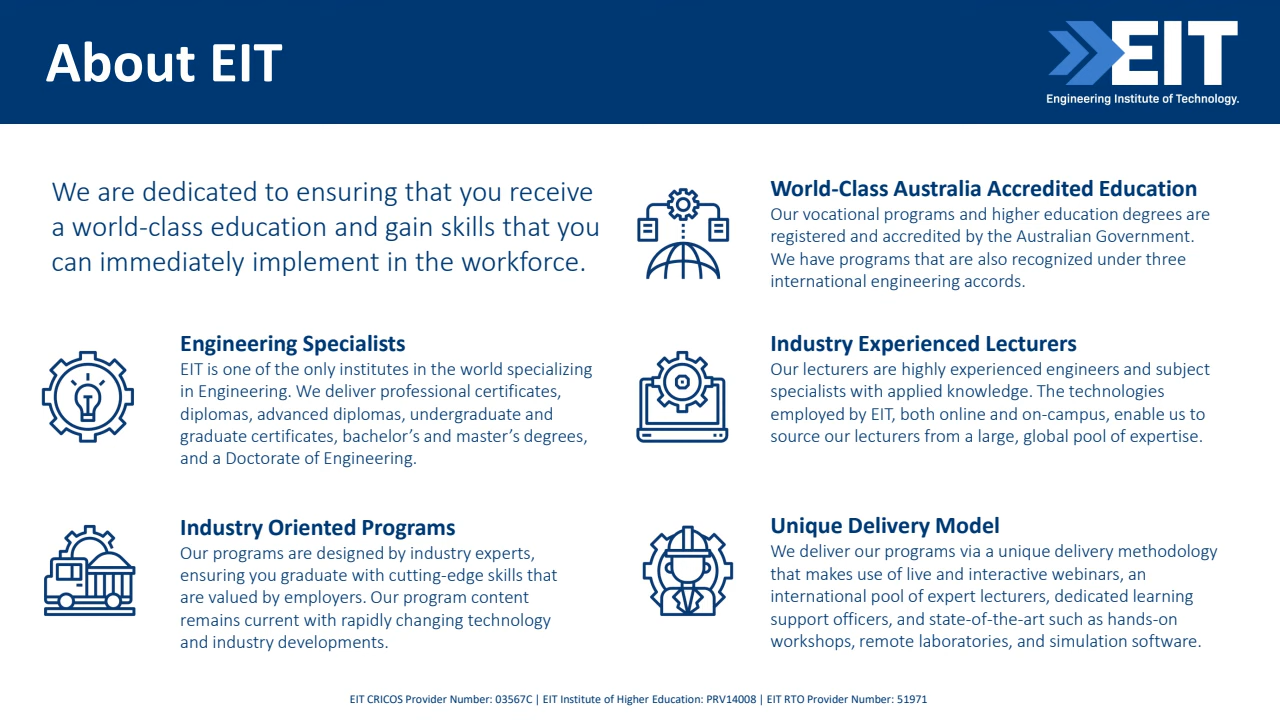 About EIT
EIT
Engineering Institute of Technology.
We are dedicated to ensuring that you receive
a world-class education and gain skills that you
can immediately implement in the workforce.
World-Class Australia Accredited Education
Our vocational programs and higher education degrees are
registered and accredited by the Australian Government.
We have programs that are also recognized under three
international engineering accords.
Engineering Specialists
EIT is one of the only institutes in the world specializing
in Engineering. We deliver professional certificates,
diplomas, advanced diplomas, undergraduate and
graduate certificates, bachelor’s and master’s degrees,
and a Doctorate of Engineering.
Industry Experienced Lecturers
Our lecturers are highly experienced engineers and subject
specialists with applied knowledge. The technologies
employed by EIT, both online and on-campus, enable us to
source our lecturers from a large, global pool of expertise.
Industry Oriented Programs
Our programs are designed by industry experts,
ensuring you graduate with cutting-edge skills that
are valued by employers. Our program content
remains current with rapidly changing technology
and industry developments.
Unique Delivery Model
We deliver our programs via a unique delivery methodology
that makes use of live and interactive webinars, an
international pool of expert lecturers, dedicated learning
support officers, and state-of-the-art such as hands-on
workshops, remote laboratories, and simulation software.
EIT CRICOS Provider Number: 03567C | EIT Institute of Higher Education: PRV14008 | EIT RTO Provider Number: 51971